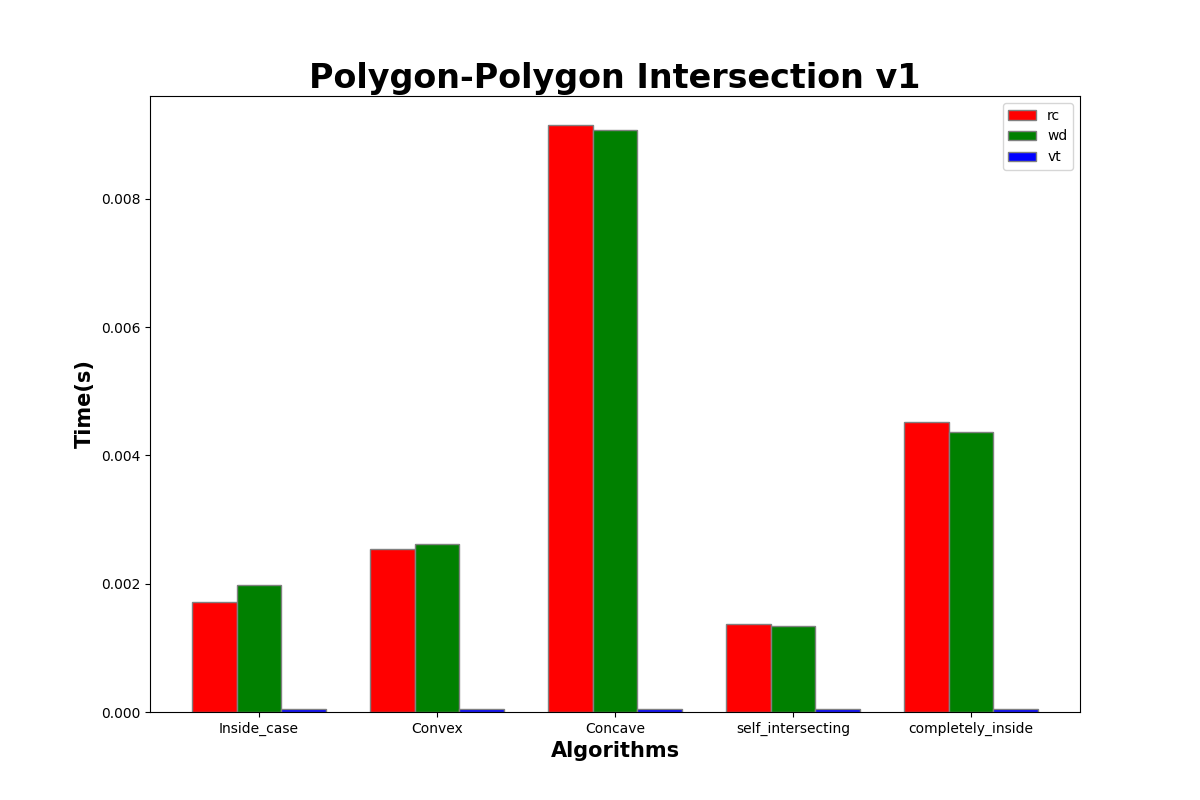 Polygon-Polygon Intersection v1
rc
wd
vt
0.008
0.006
0.004
0.002
0.000
Time(s)
Inside_case Convex Concave self_intersecting completely_inside
Algorithms